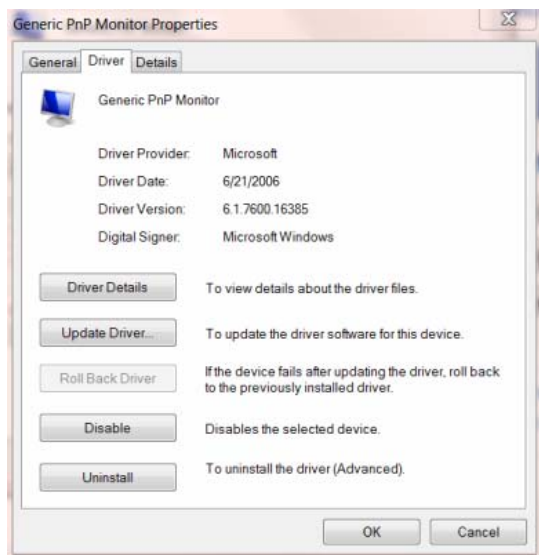 Generic PnP Monitor Properties
General Driver Details
Generic PnP Monitor
Driver Provider: Microsoft
Driver Date: 6/21/2006
Driver Version: 6.1.7600.16385
Digital Signer: Microsoft Windows
Driver Details To view details about the driver files.
Update Driver... To update the driver software for this device.
Roll Back Driver If the device fails after updating the driver, roll back
to the previously installed driver.
Disable Disables the selected device.
Uninstall To uninstall the driver (Advanced).
OK Cancel